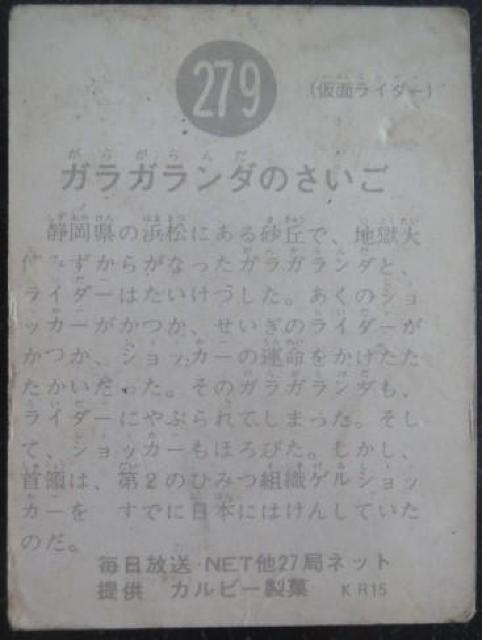 279
(仮面ライダー)
ガラガランダのさいご
静岡県の浜松にある砂丘で、地獄大
使みずからがなったガラガランダと、
ライダーはたいけつした。あくのショ
ッカーがかつか、せいぎのライダーが
かつか、ショッカーの運命をかけたた
たかいだった。そのガラガランダも、
ライダーにやぶられてしまった。そし
て、ショッカーもほろびた。しかし、
首領は、第2のひみつ組織ゲルショッ
カーを すでに日本にはけんしていた
のだ。
毎日放送・NET他27局ネット
提供 カルビー製菓 KR15